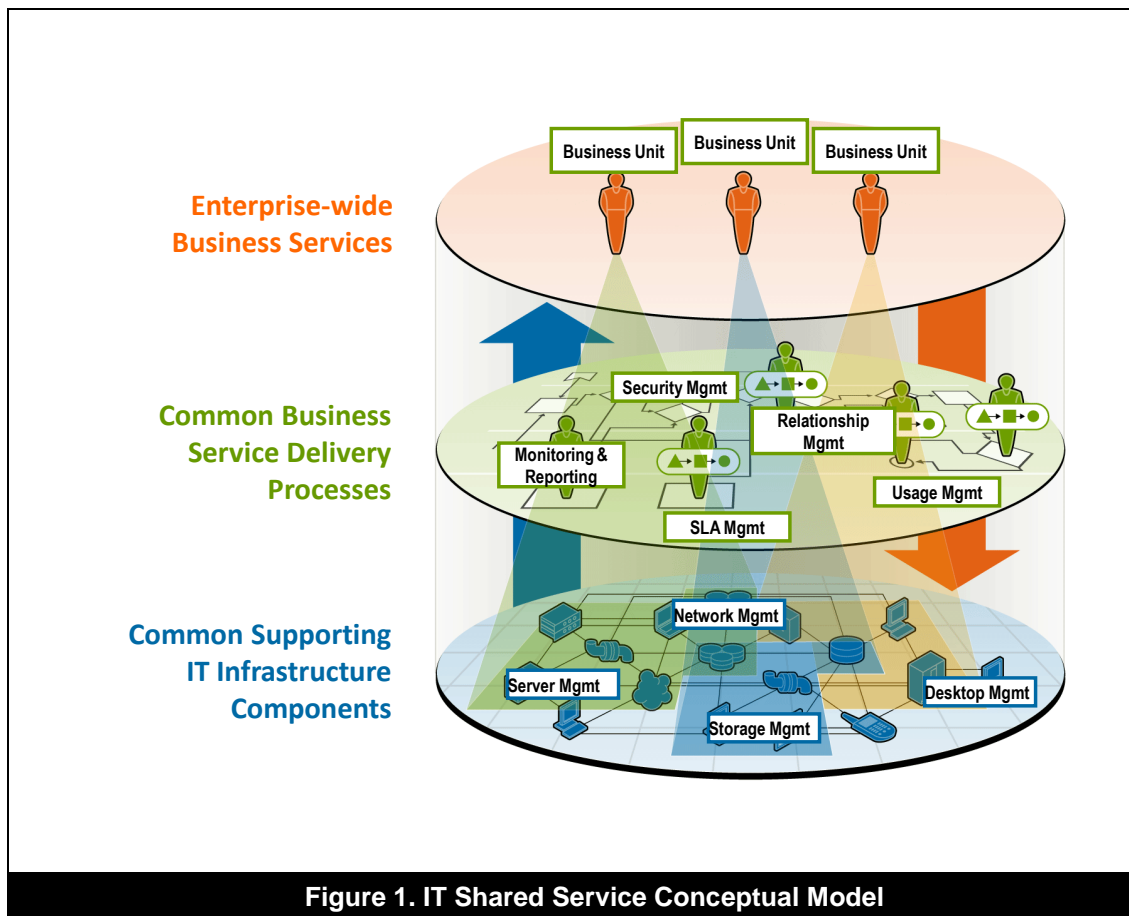 Business Unit
Business Unit
Business Unit
Enterprise-wide
Business Services
Security Mgmt
Relationship
Mgmt
Common Business
Service Delivery
Processes
Monitoring &
Reporting
Usage Mgmt
SLA Mgmt
Common Supporting
IT Infrastructure
Components
Network Mgmt
Server Mgmt
Desktop Mgmt
Storage Mgmt
Figure 1. IT Shared Service Conceptual Model